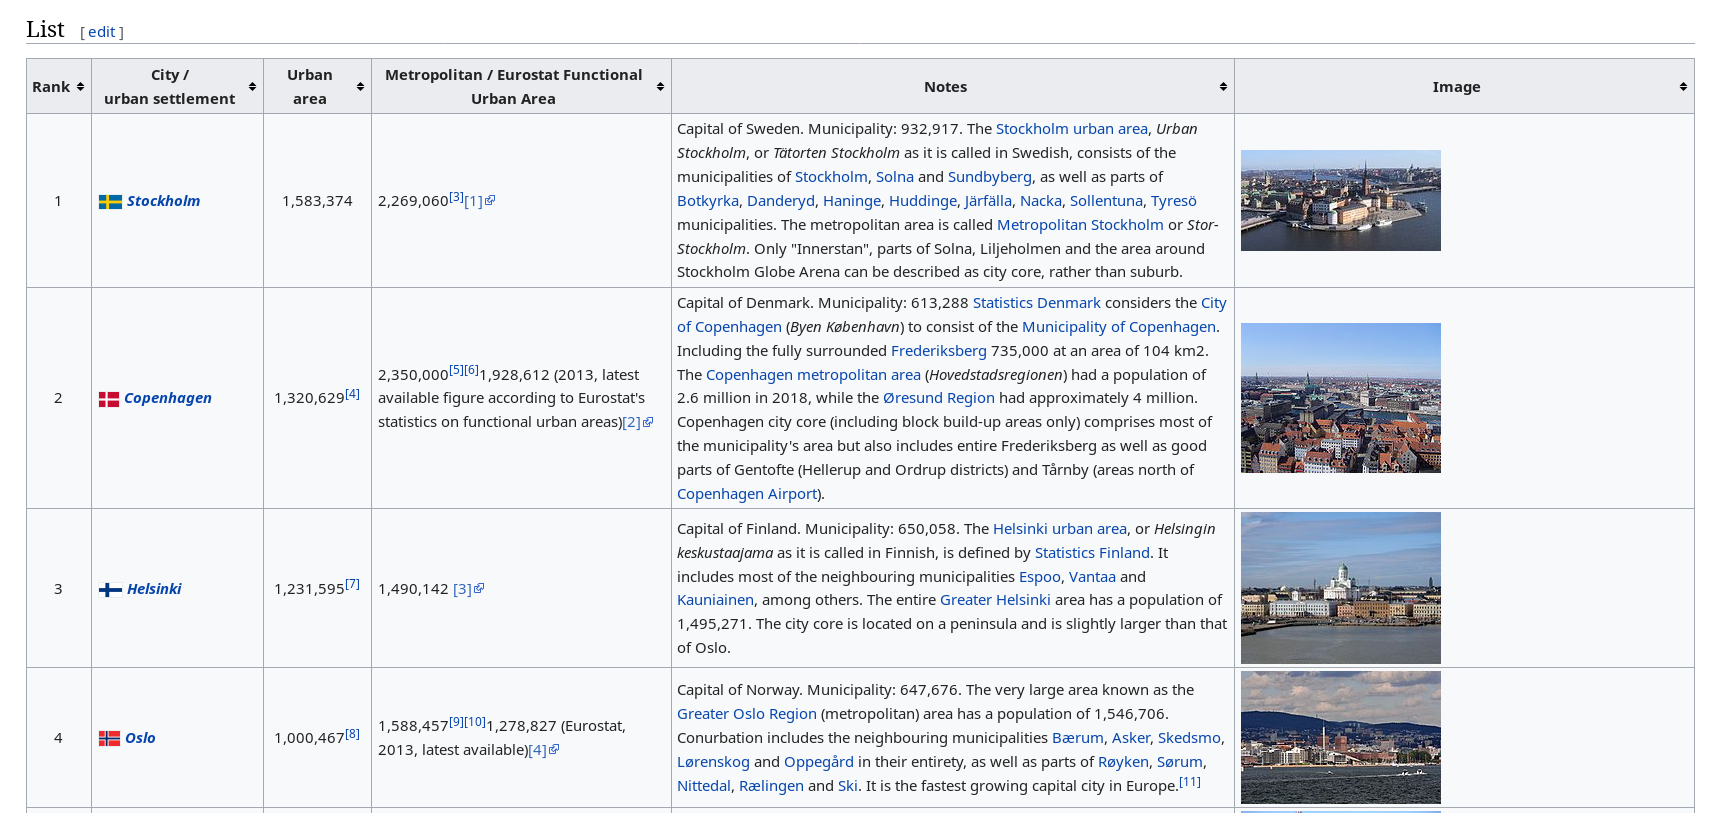 List [ edit ]
Rank
City /
urban settlement
Urban
area
Metropolitan / Eurostat Functional
Urban Area
Notes
Image
1
Stockholm
1,583,374
2,269,060[3][1]
Capital of Sweden. Municipality: 932,917. The Stockholm urban area, Urban
Stockholm, or Tätorten Stockholm as it is called in Swedish, consists of the
municipalities of Stockholm, Solna and Sundbyberg, as well as parts of
Botkyrka, Danderyd, Haninge, Huddinge, Järfälla, Nacka, Sollentuna, Tyresö
municipalities. The metropolitan area is called Metropolitan Stockholm or Stor-
Stockholm. Only "Innerstan", parts of Solna, Liljeholmen and the area around
Stockholm Globe Arena can be described as city core, rather than suburb.
2
Copenhagen
1,320,629[4]
2,350,000[5][6]1,928,612 (2013, latest
available figure according to Eurostat's
statistics on functional urban areas)[2]
Capital of Denmark. Municipality: 613,288 Statistics Denmark considers the City
of Copenhagen (Byen København) to consist of the Municipality of Copenhagen.
Including the fully surrounded Frederiksberg 735,000 at an area of 104 km2.
The Copenhagen metropolitan area (Hovedstadsregionen) had a population of
2.6 million in 2018, while the Øresund Region had approximately 4 million.
Copenhagen city core (including block build-up areas only) comprises most of
the municipality's area but also includes entire Frederiksberg as well as good
parts of Gentofte (Hellerup and Ordrup districts) and Tårnby (areas north of
Copenhagen Airport).
3
Helsinki
1,231,595[7]
1,490,142 [3]
Capital of Finland. Municipality: 650,058. The Helsinki urban area, or Helsingin
keskustaajama as it is called in Finnish, is defined by Statistics Finland. It
includes most of the neighbouring municipalities Espoo, Vantaa and
Kauniainen, among others. The entire Greater Helsinki area has a population of
1,495,271. The city core is located on a peninsula and is slightly larger than that
of Oslo.
4
Oslo
1,000,467[8]
1,588,457[9][10]1,278,827 (Eurostat,
2013, latest available)[4]
Capital of Norway. Municipality: 647,676. The very large area known as the
Greater Oslo Region (metropolitan) area has a population of 1,546,706.
Conurbation includes the neighbouring municipalities Bærum, Asker, Skedsmo,
Lørenskog and Oppegård in their entirety, as well as parts of Røyken, Sørum,
Nittedal, Rælingen and Ski. It is the fastest growing capital city in Europe.[11]